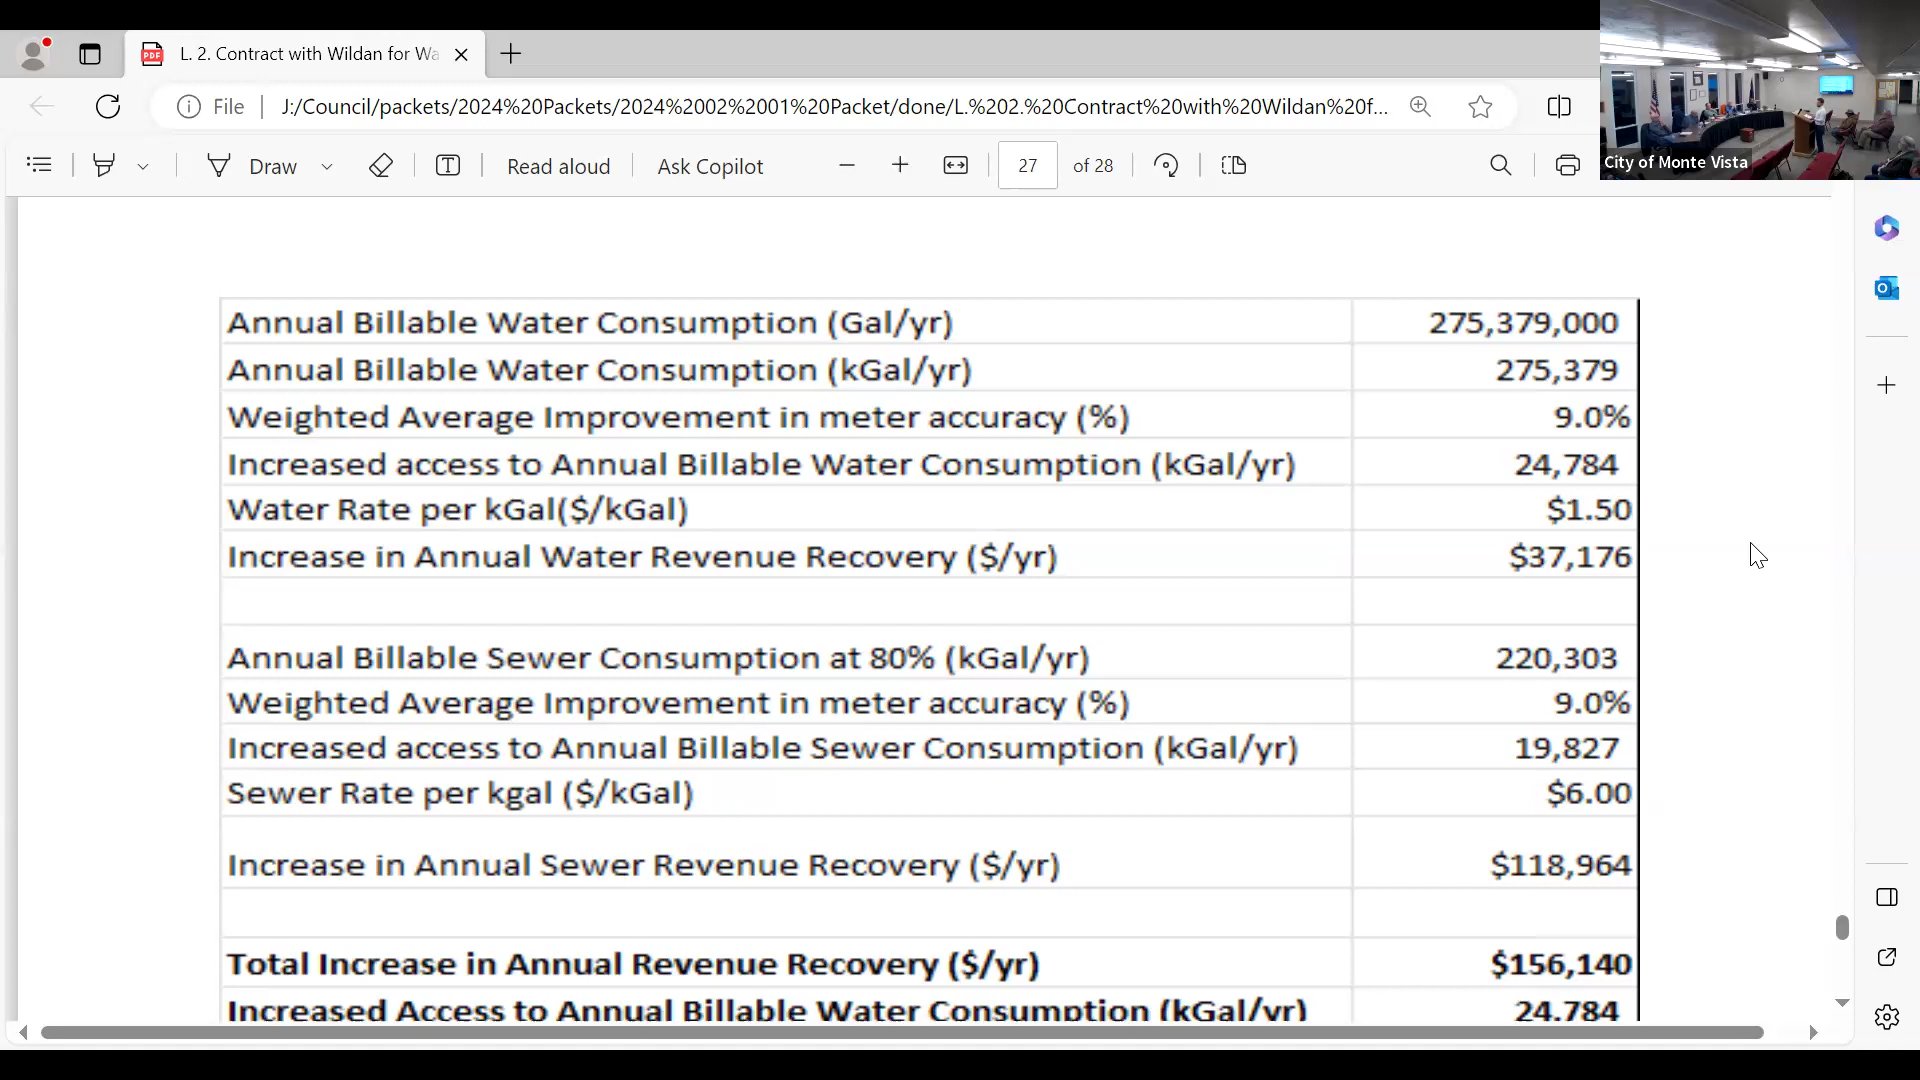 L. 2. Contract with Wildan for Wa
File
J:/Council/packets/2024%20Packets/2024%2002%2001%20Packet/done/L.%202.%20Contract%20with%20Wildan%20f...
Draw
Read aloud
Ask Copilot
27 of 28
City of Monte Vista
Annual Billable Water Consumption (Gal/yr) 275,379,000
Annual Billable Water Consumption (kGal/yr) 275,379
Weighted Average Improvement in meter accuracy (%) 9.0%
Increased access to Annual Billable Water Consumption (kGal/yr) 24,784
Water Rate per kGal($/kGal) $1.50
Increase in Annual Water Revenue Recovery ($/yr) $37,176
Annual Billable Sewer Consumption at 80% (kGal/yr) 220,303
Weighted Average Improvement in meter accuracy (%) 9.0%
Increased access to Annual Billable Sewer Consumption (kGal/yr) 19,827
Sewer Rate per kgal ($/kGal) $6.00
Increase in Annual Sewer Revenue Recovery ($/yr) $118,964
Total Increase in Annual Revenue Recovery ($/yr) $156,140
Increased Access to Annual Billable Water Consumption (kGal/yr) 24,784